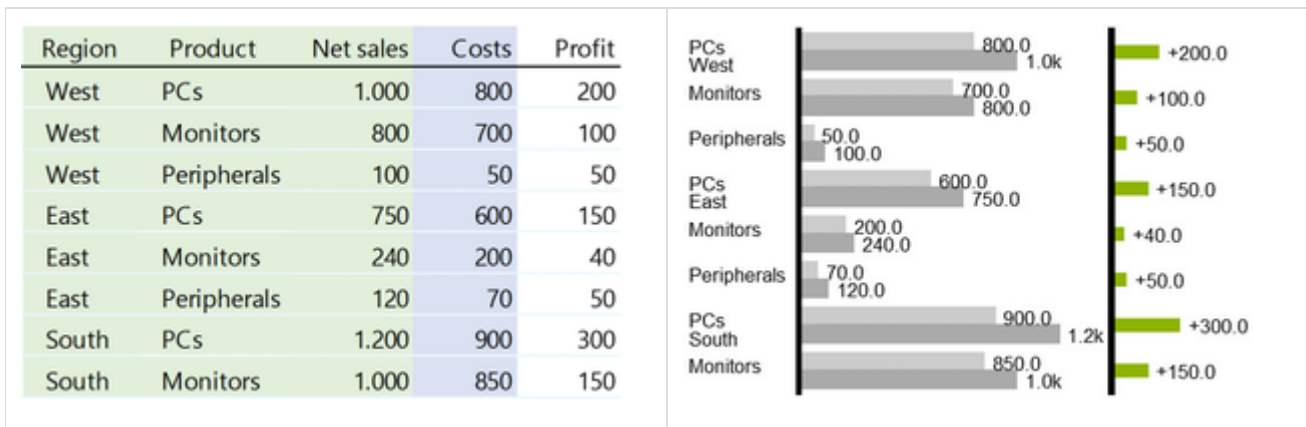 Region Product Net sales Costs Profit
West PCs 1.000 800 200
West Monitors 800 700 100
West Peripherals 100 50 50
East PCs 750 600 150
East Monitors 240 200 40
East Peripherals 120 70 50
South PCs 1.200 900 300
South Monitors 1.000 850 150
PCs 800.0
West 1.0k +200.0
Monitors 700.0
800.0 +100.0
Peripherals 50.0
100.0 +50.0
PCs 600.0
East 750.0 +150.0
Monitors 200.0
240.0 +40.0
Peripherals 70.0
120.0 +50.0
PCs 900.0
South 1.2k +300.0
Monitors 850.0
1.0k +150.0